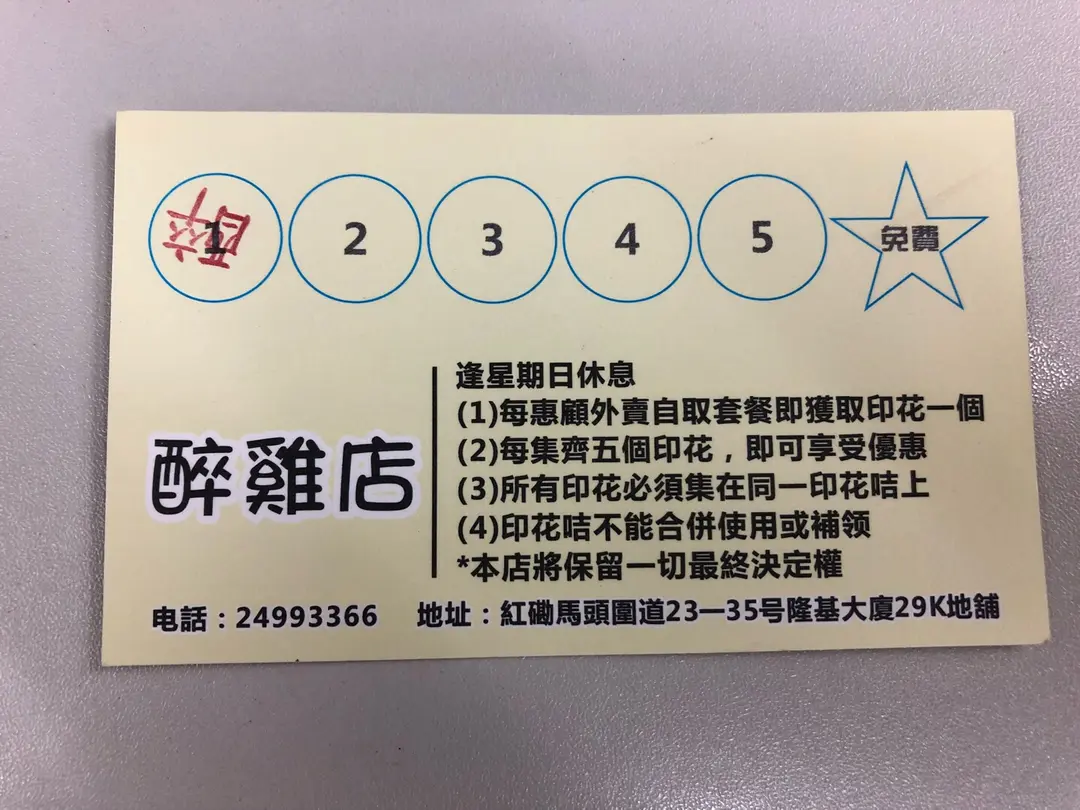 醉
1 2 3 4 5 免費
醉雞店
逢星期日休息
(1)每惠顧外賣自取套餐即獲取印花一個
(2)每集齊五個印花，即可享受優惠
(3)所有印花必須集在同一印花咭上
(4)印花咭不能合併使用或補领
*本店將保留一切最終決定權
电話：24993366 地址：紅磡馬頭圍道23—35号隆基大廈29K地舖